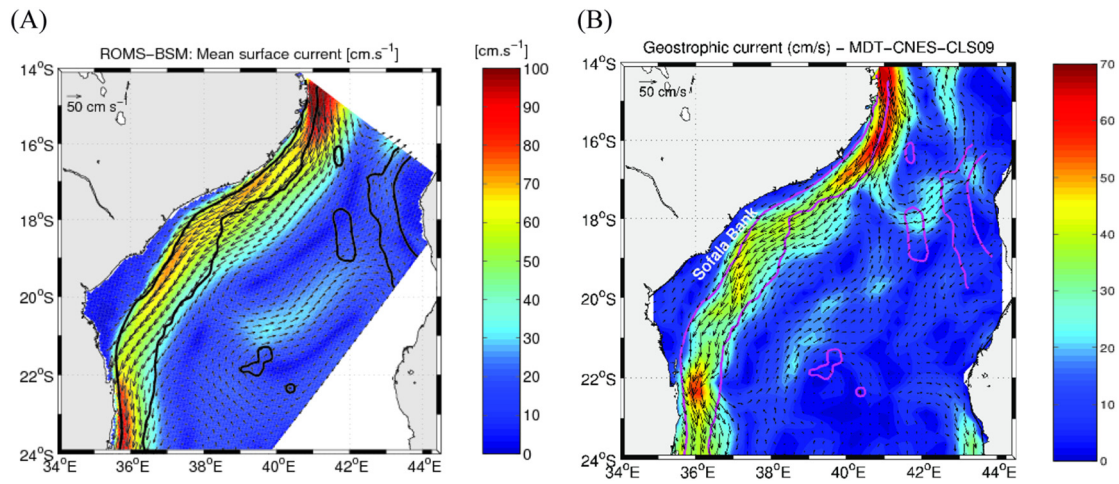 (A)
ROMS-BSM: Mean surface current [cm.s⁻¹]
[cm.s⁻¹]
50 cm s⁻¹
14°S
16°S
18°S
20°S
22°S
24°S
34°E
36°E
38°E
40°E
42°E
44°E
100
90
80
70
60
50
40
30
20
10
0
(B)
Geostrophic current (cm/s) - MDT-CNES-CLS09
50 cm/s
Sofala Bank
14°S
16°S
18°S
20°S
22°S
24°S
34°E
36°E
38°E
40°E
42°E
44°E
70
60
50
40
30
20
10
0